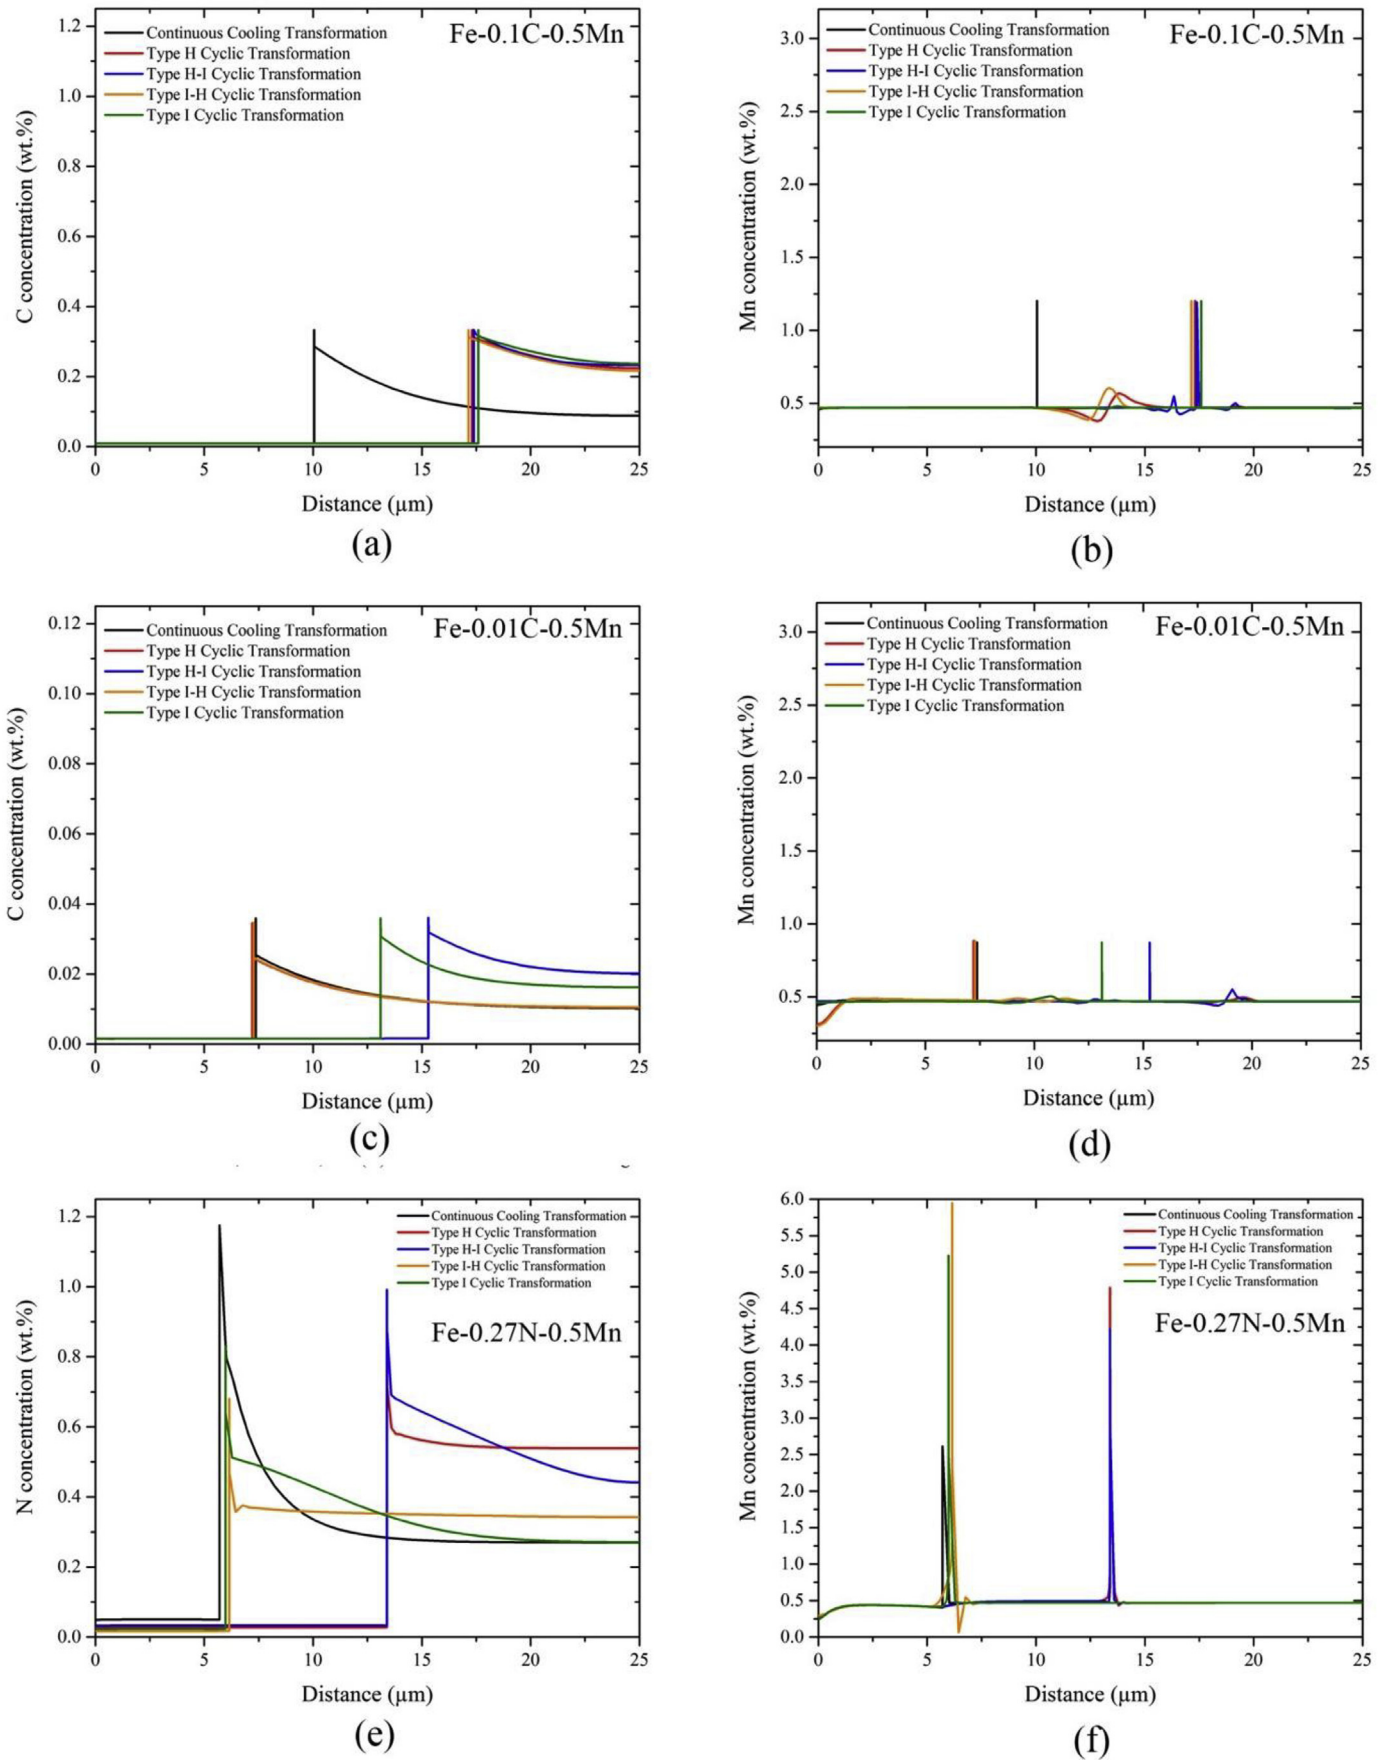 Fe-0.1C-0.5Mn
Continuous Cooling Transformation
Type H Cyclic Transformation
Type H-I Cyclic Transformation
Type I-H Cyclic Transformation
Type I Cyclic Transformation
C concentration (wt.%)
1.2
1.0
0.8
0.6
0.4
0.2
0.0
0 5 10 15 20 25
Distance (µm)
(a)
Fe-0.1C-0.5Mn
Continuous Cooling Transformation
Type H Cyclic Transformation
Type H-I Cyclic Transformation
Type I-H Cyclic Transformation
Type I Cyclic Transformation
Mn concentration (wt.%)
3.0
2.5
2.0
1.5
1.0
0.5
0 5 10 15 20 25
Distance (µm)
(b)
Fe-0.01C-0.5Mn
Continuous Cooling Transformation
Type H Cyclic Transformation
Type H-I Cyclic Transformation
Type I-H Cyclic Transformation
Type I Cyclic Transformation
C concentration (wt.%)
0.12
0.10
0.08
0.06
0.04
0.02
0.00
0 5 10 15 20 25
Distance (µm)
(c)
Fe-0.01C-0.5Mn
Continuous Cooling Transformation
Type H Cyclic Transformation
Type H-I Cyclic Transformation
Type I-H Cyclic Transformation
Type I Cyclic Transformation
Mn concentration (wt.%)
3.0
2.5
2.0
1.5
1.0
0.5
0 5 10 15 20 25
Distance (µm)
(d)
Continuous Cooling Transformation
Type H Cyclic Transformation
Type H-I Cyclic Transformation
Type I-H Cyclic Transformation
Type I Cyclic Transformation
Fe-0.27N-0.5Mn
N concentration (wt.%)
1.2
1.0
0.8
0.6
0.4
0.2
0.0
0 5 10 15 20 25
Distance (µm)
(e)
Continuous Cooling Transformation
Type H Cyclic Transformation
Type H-I Cyclic Transformation
Type I-H Cyclic Transformation
Type I Cyclic Transformation
Fe-0.27N-0.5Mn
Mn concentration (wt.%)
6.0
5.5
5.0
4.5
4.0
3.5
3.0
2.5
2.0
1.5
1.0
0.5
0.0
0 5 10 15 20 25
Distance (µm)
(f)